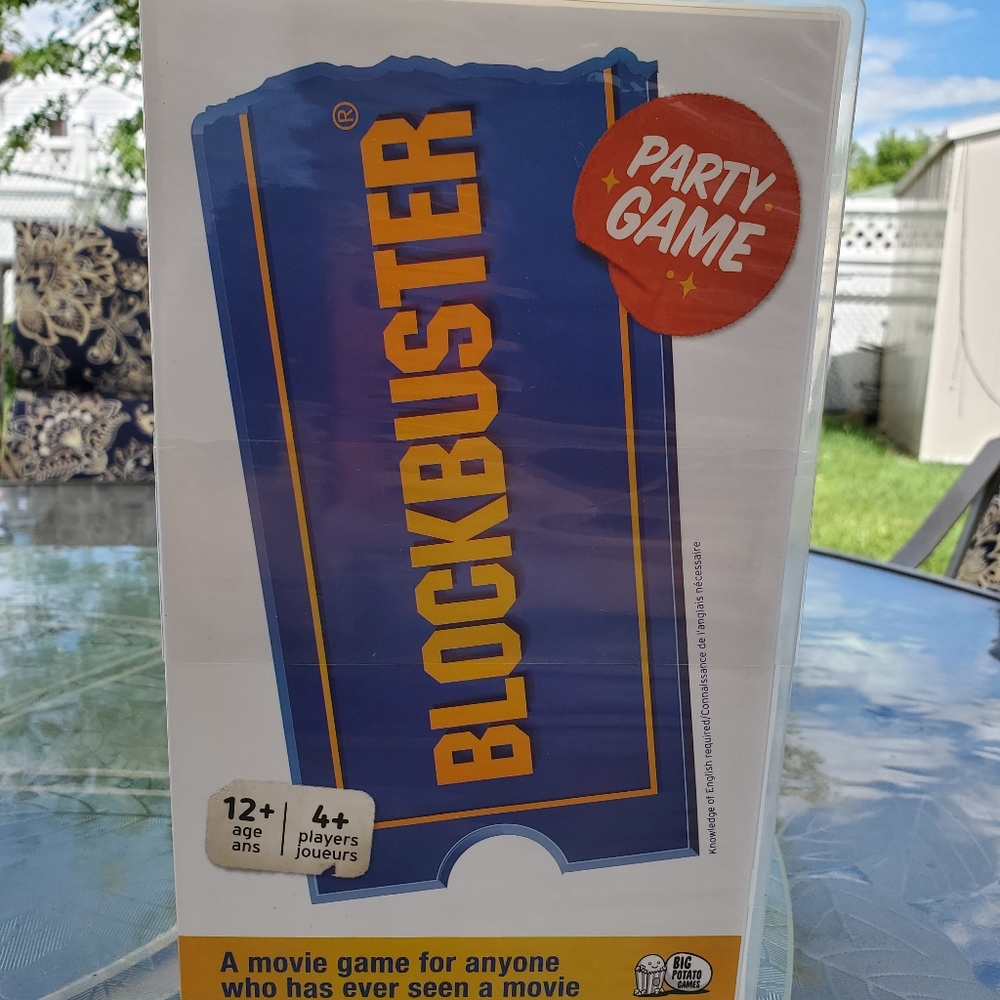 BLOCKBUSTER®
PARTY
GAME
Knowledge of English required/Connaissance de l'anglais nécessaire
12+
age
ans
4+
players
joueurs
A movie game for anyone
who has ever seen a movie
BIG
POTATO
GAMES